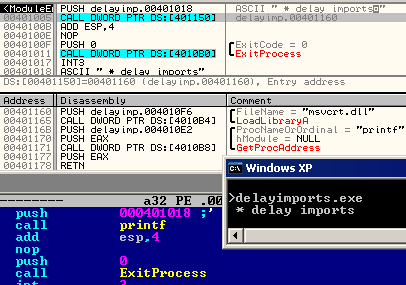 <ModuleEn PUSH delayimp.00401018 ASCII " * delay imports◙"
00401005 CALL DWORD PTR DS:[401150] delayimp.00401160
0040100B ADD ESP,4
0040100E NOP
0040100F PUSH 0 ExitCode = 0
00401011 CALL DWORD PTR DS:[4010B0] ExitProcess
00401017 INT3
00401018 ASCII " * delay imports"
DS:[00401150]=00401160 (delayimp.00401160), Entry address
Address Disassembly Comment
00401160 PUSH delayimp.004010F6 FileName = "msvcrt.dll"
00401165 CALL DWORD PTR DS:[4010B4] LoadLibraryA
0040116B PUSH delayimp.004010E2 ProcNameOrOrdinal = "printf"
00401170 PUSH EAX hModule = NULL
00401171 CALL DWORD PTR DS:[4010B8] GetProcAddress
00401177 PUSH EAX
00401178 RETN
C:\ Windows XP
>delayimports.exe
* delay imports
-------- a32 PE .00
push 000401018 ;'
call printf
add esp,4
nop
push 0
call ExitProcess
int 3